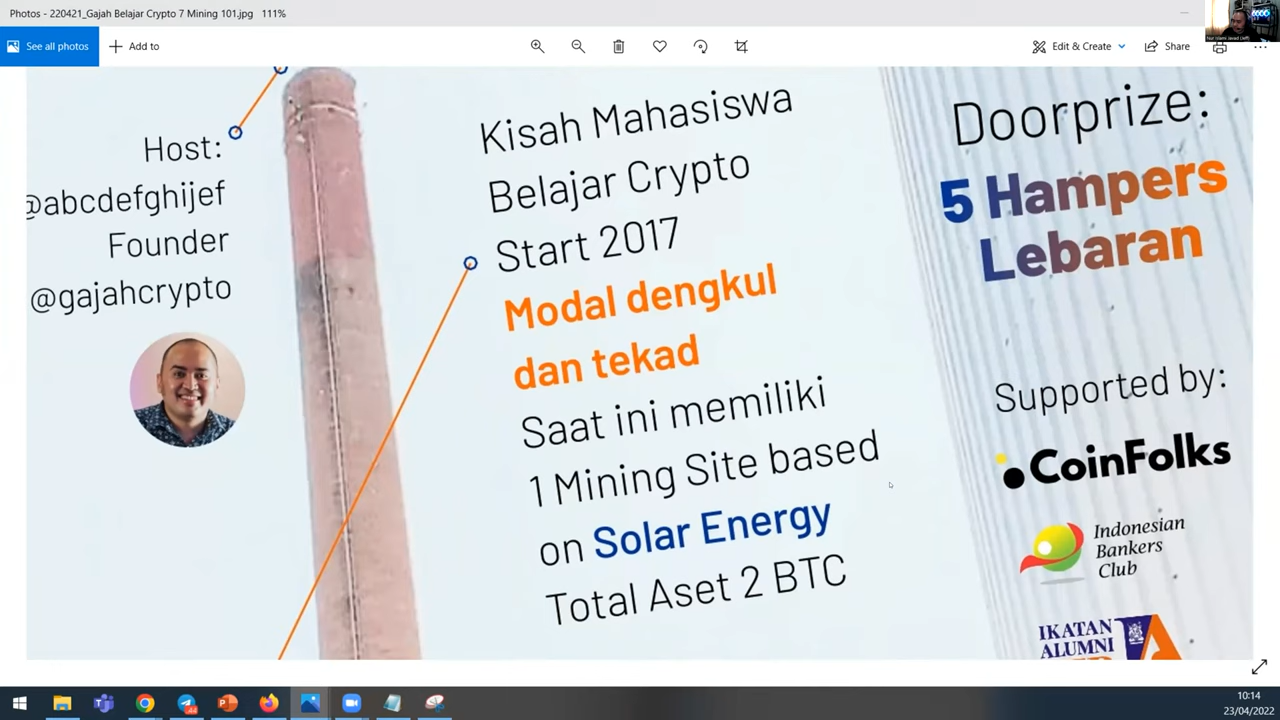 Photos - 220421_Gajah Belajar Crypto 7 Mining 101.jpg 111%
See all photos
Add to
Edit & Create
Share
Host:
@abcdefghijef
Founder
@gajahcrypto
Kisah Mahasiswa
Belajar Crypto
Start 2017
Modal dengkul
dan tekad
Saat ini memiliki
1 Mining Site based
on Solar Energy
Total Aset 2 BTC
Doorprize:
5 Hampers
Lebaran
Supported by:
CoinFolks
Indonesian
Bankers
Club
IKATAN
ALUMNI
10:14
23/04/2022